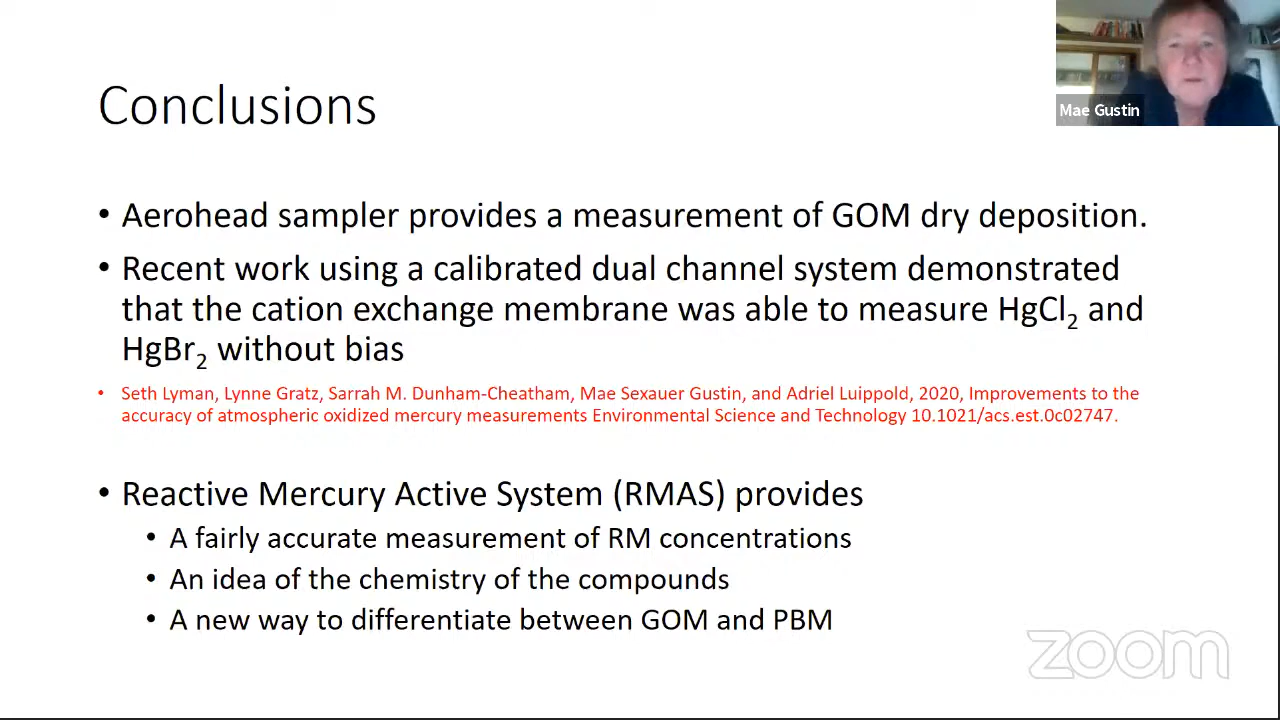 Mae Gustin
Conclusions
• Aerohead sampler provides a measurement of GOM dry deposition.
• Recent work using a calibrated dual channel system demonstrated
that the cation exchange membrane was able to measure HgCl₂ and
HgBr₂ without bias
• Seth Lyman, Lynne Gratz, Sarrah M. Dunham-Cheatham, Mae Sexauer Gustin, and Adriel Luippold, 2020, Improvements to the
accuracy of atmospheric oxidized mercury measurements Environmental Science and Technology 10.1021/acs.est.0c02747.
• Reactive Mercury Active System (RMAS) provides
• A fairly accurate measurement of RM concentrations
• An idea of the chemistry of the compounds
• A new way to differentiate between GOM and PBM
zoom